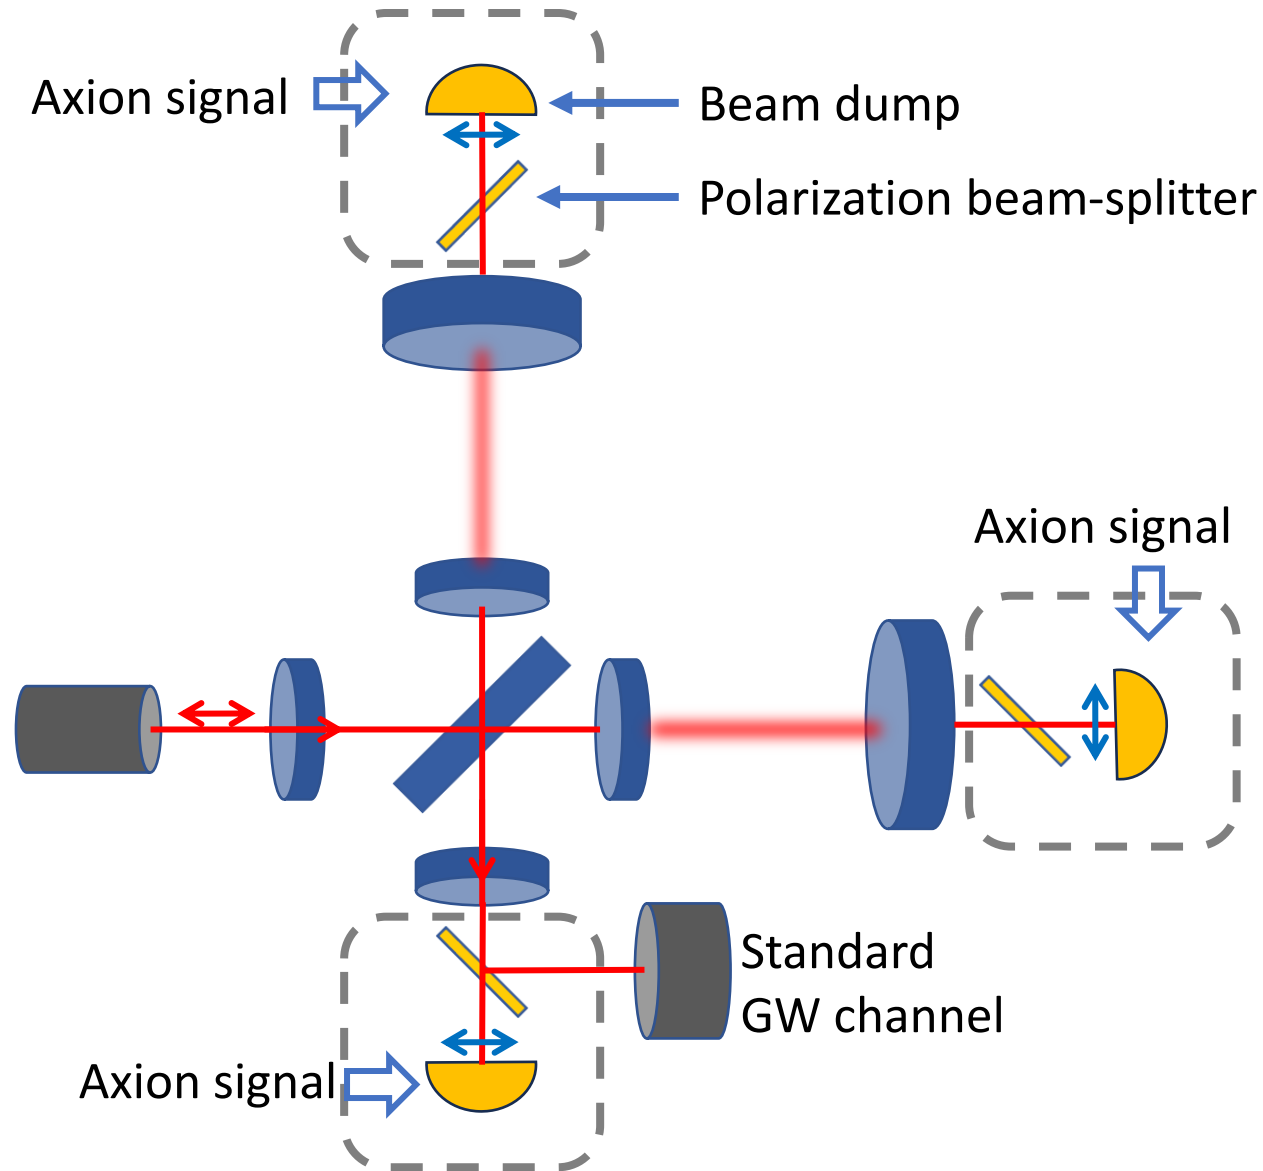 Axion signal
Beam dump
Polarization beam-splitter
Axion signal
Standard
GW channel
Axion signal